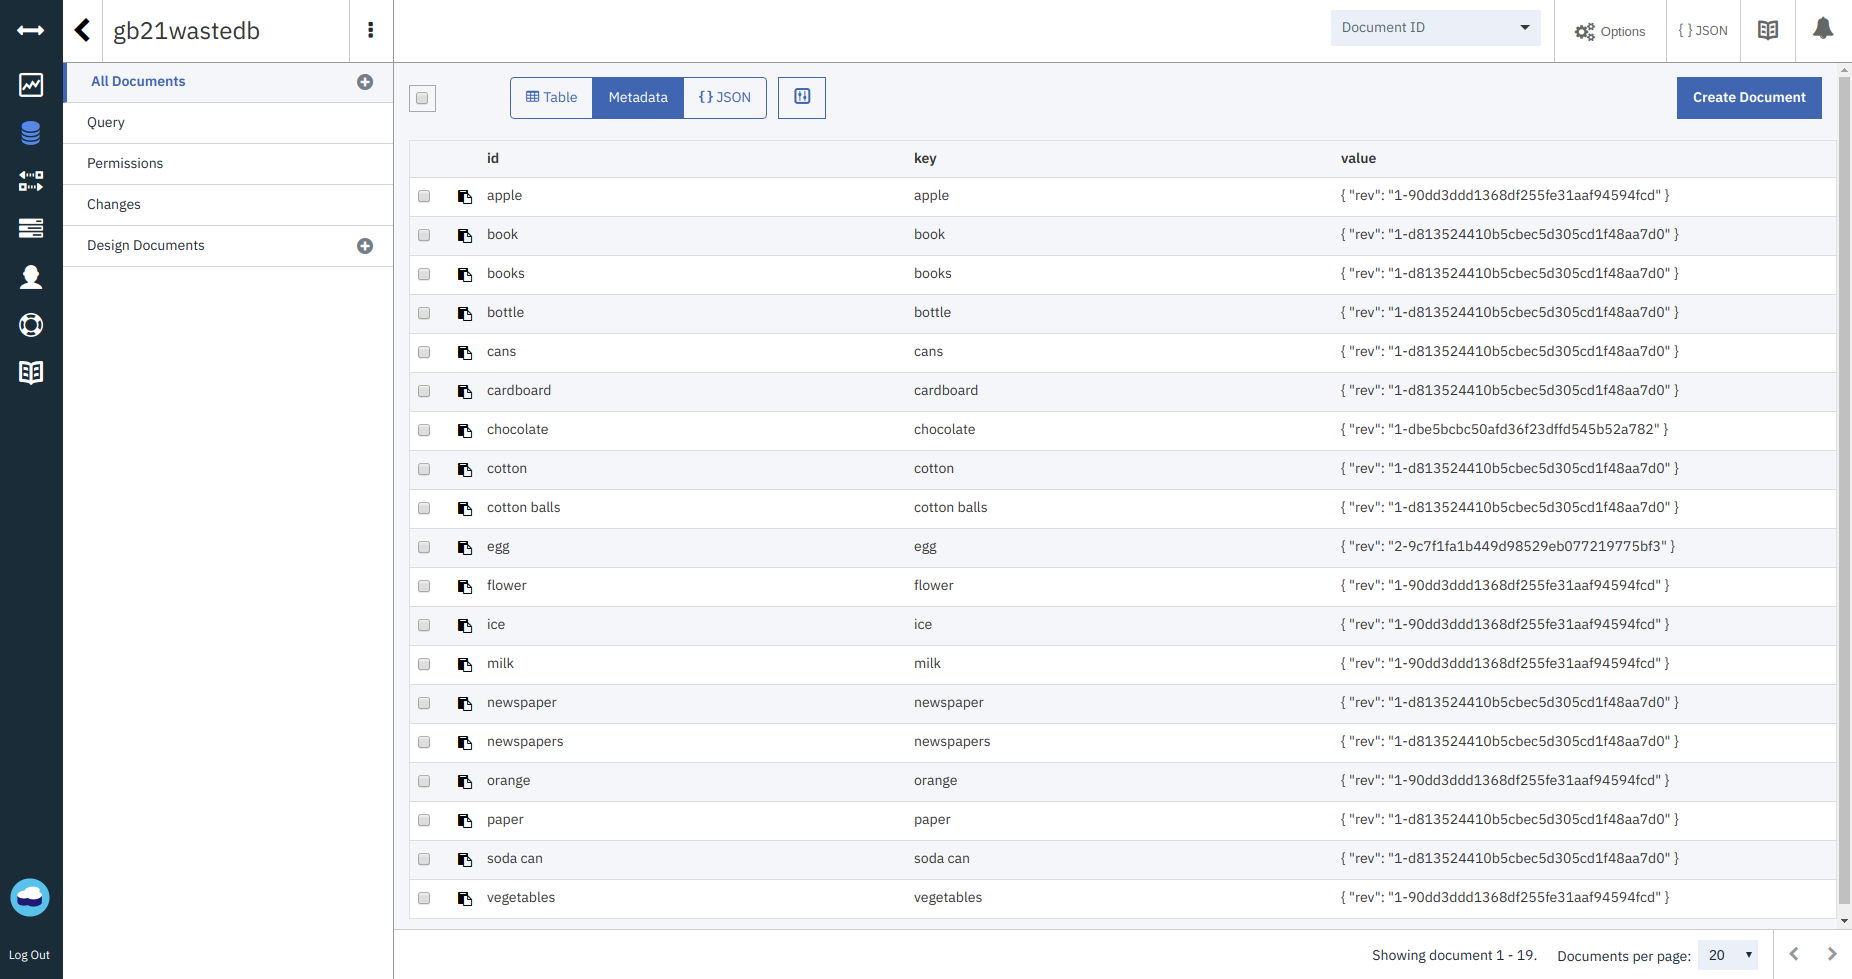 gb21wastedb
Document ID
Options
{ } JSON
All Documents
Query
Permissions
Changes
Design Documents
Table
Metadata
{} JSON
Create Document
id key value
apple apple { "rev": "1-90dd3ddd1368df255fe31aaf94594fcd" }
book book { "rev": "1-d813524410b5cbec5d305cd1f48aa7d0" }
books books { "rev": "1-d813524410b5cbec5d305cd1f48aa7d0" }
bottle bottle { "rev": "1-d813524410b5cbec5d305cd1f48aa7d0" }
cans cans { "rev": "1-d813524410b5cbec5d305cd1f48aa7d0" }
cardboard cardboard { "rev": "1-d813524410b5cbec5d305cd1f48aa7d0" }
chocolate chocolate { "rev": "1-dbe5bcbc50afd36f23dffd545b52a782" }
cotton cotton { "rev": "1-d813524410b5cbec5d305cd1f48aa7d0" }
cotton balls cotton balls { "rev": "1-d813524410b5cbec5d305cd1f48aa7d0" }
egg egg { "rev": "2-9c7f1fa1b449d98529eb077219775bf3" }
flower flower { "rev": "1-90dd3ddd1368df255fe31aaf94594fcd" }
ice ice { "rev": "1-90dd3ddd1368df255fe31aaf94594fcd" }
milk milk { "rev": "1-90dd3ddd1368df255fe31aaf94594fcd" }
newspaper newspaper { "rev": "1-d813524410b5cbec5d305cd1f48aa7d0" }
newspapers newspapers { "rev": "1-d813524410b5cbec5d305cd1f48aa7d0" }
orange orange { "rev": "1-90dd3ddd1368df255fe31aaf94594fcd" }
paper paper { "rev": "1-d813524410b5cbec5d305cd1f48aa7d0" }
soda can soda can { "rev": "1-d813524410b5cbec5d305cd1f48aa7d0" }
vegetables vegetables { "rev": "1-90dd3ddd1368df255fe31aaf94594fcd" }
Log Out
Showing document 1 - 19. Documents per page: 20